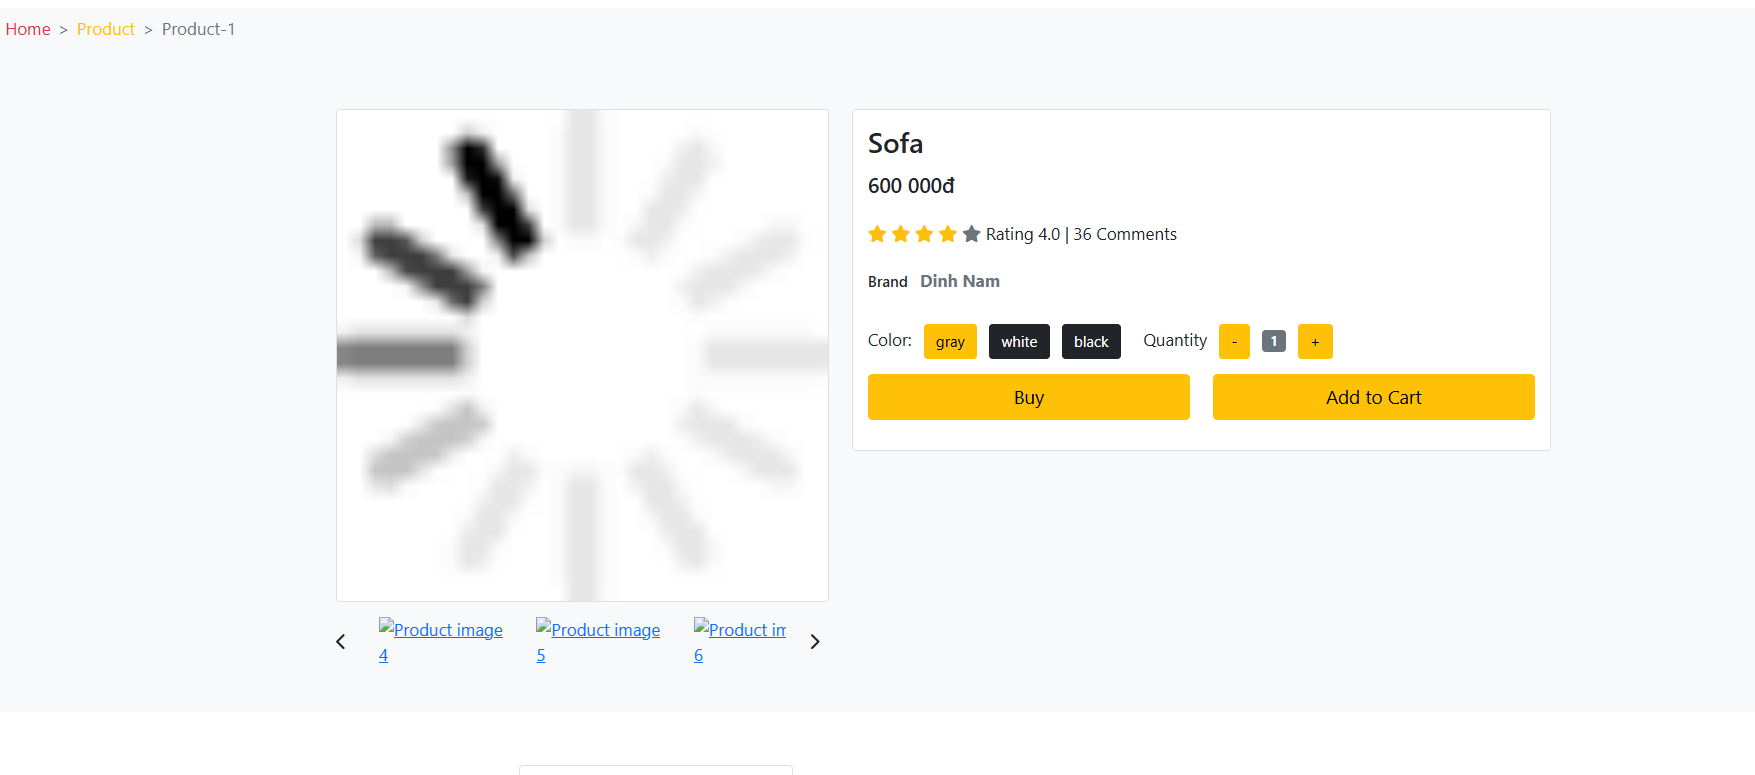 Home > Product > Product-1
Sofa
600 000đ
Rating 4.0 | 36 Comments
Brand Dinh Nam
Color: gray white black Quantity - 1 +
Buy Add to Cart
Product image 4
Product image 5
Product im 6